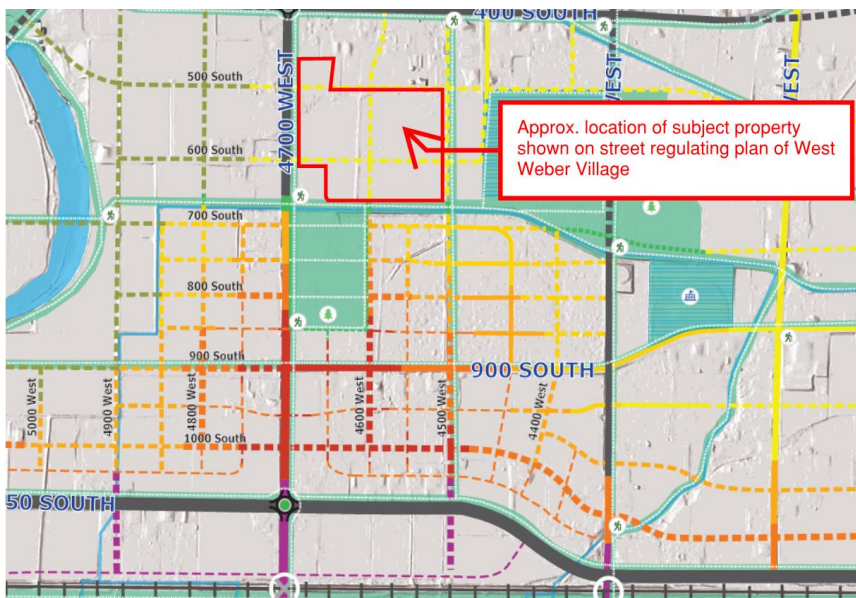 400 SOUTH
500 South
4700 WEST
WEST
WEST
Approx. location of subject property
shown on street regulating plan of West
Weber Village
600 South
700 South
800 South
900 South
900 SOUTH
5000 West
4900 West
4800 West
4600 West
4500 West
4400 West
1000 South
50 SOUTH